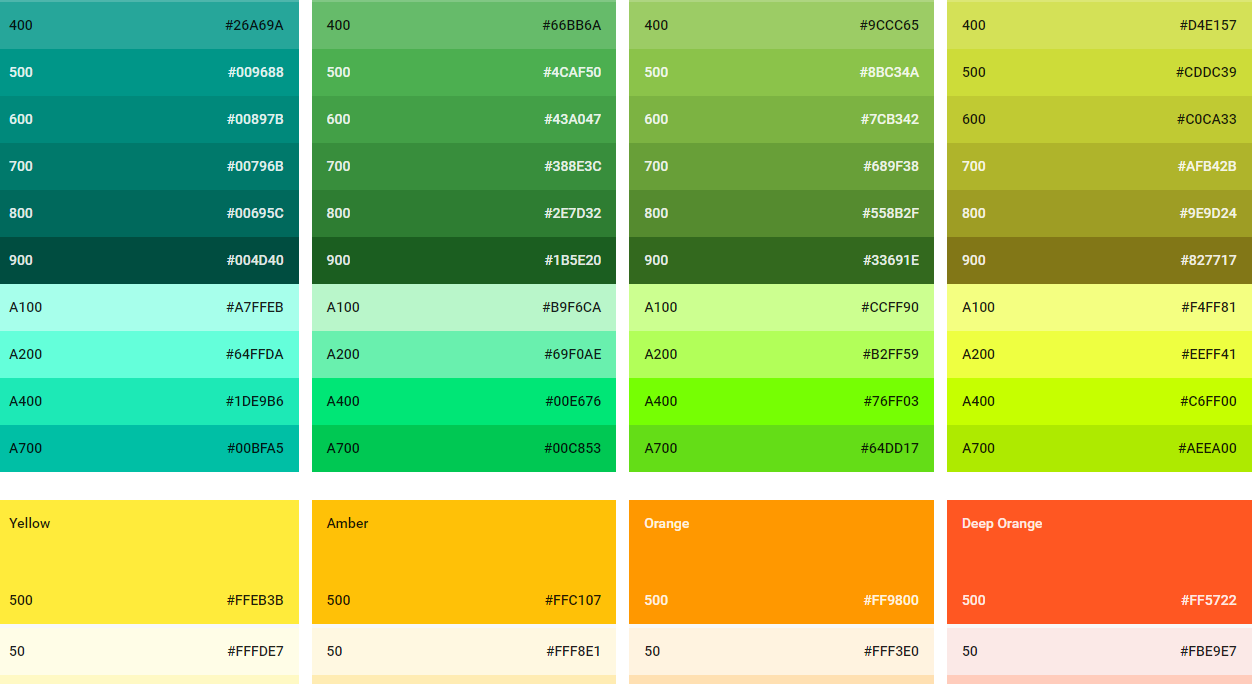 400 #26A69A
500 #009688
600 #00897B
700 #00796B
800 #00695C
900 #004D40
A100 #A7FFEB
A200 #64FFDA
A400 #1DE9B6
A700 #00BFA5
400 #66BB6A
500 #4CAF50
600 #43A047
700 #388E3C
800 #2E7D32
900 #1B5E20
A100 #B9F6CA
A200 #69F0AE
A400 #00E676
A700 #00C853
400 #9CCC65
500 #8BC34A
600 #7CB342
700 #689F38
800 #558B2F
900 #33691E
A100 #CCFF90
A200 #B2FF59
A400 #76FF03
A700 #64DD17
400 #D4E157
500 #CDDC39
600 #C0CA33
700 #AFB42B
800 #9E9D24
900 #827717
A100 #F4FF81
A200 #EEFF41
A400 #C6FF00
A700 #AEEA00
Yellow
500 #FFEB3B
50 #FFFDE7
Amber
500 #FFC107
50 #FFF8E1
Orange
500 #FF9800
50 #FFF3E0
Deep Orange
500 #FF5722
50 #FBE9E7